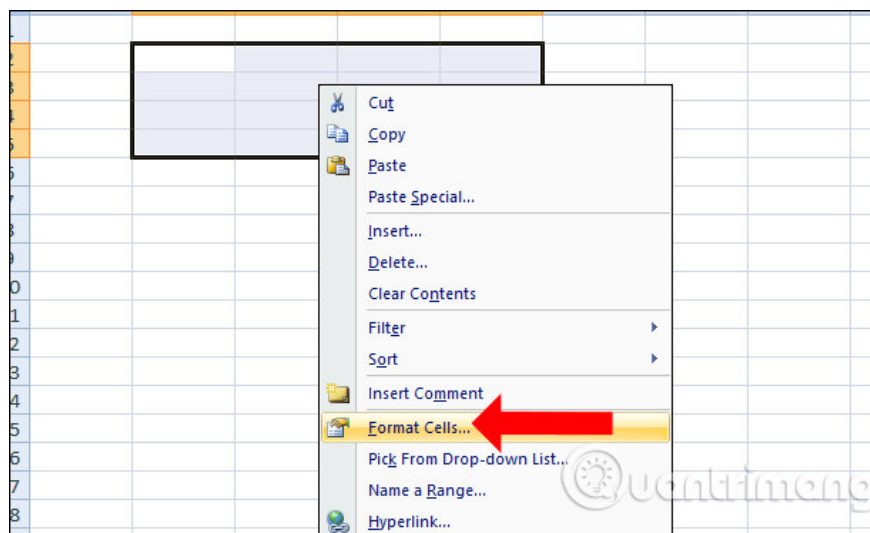 Cut
Copy
Paste
Paste Special...
Insert...
Delete...
Clear Contents
Filter
Sort
Insert Comment
Format Cells...
Pick From Drop-down List...
Name a Range...
Hyperlink...
Quantrimang